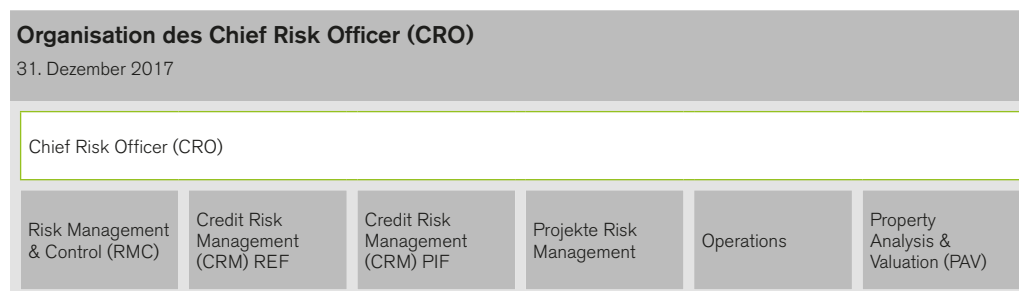 Organisation des Chief Risk Officer (CRO)
31. Dezember 2017
Chief Risk Officer (CRO)
Risk Management
& Control (RMC)
Credit Risk
Management
(CRM) REF
Credit Risk
Management
(CRM) PIF
Projekte Risk
Management
Operations
Property
Analysis &
Valuation (PAV)